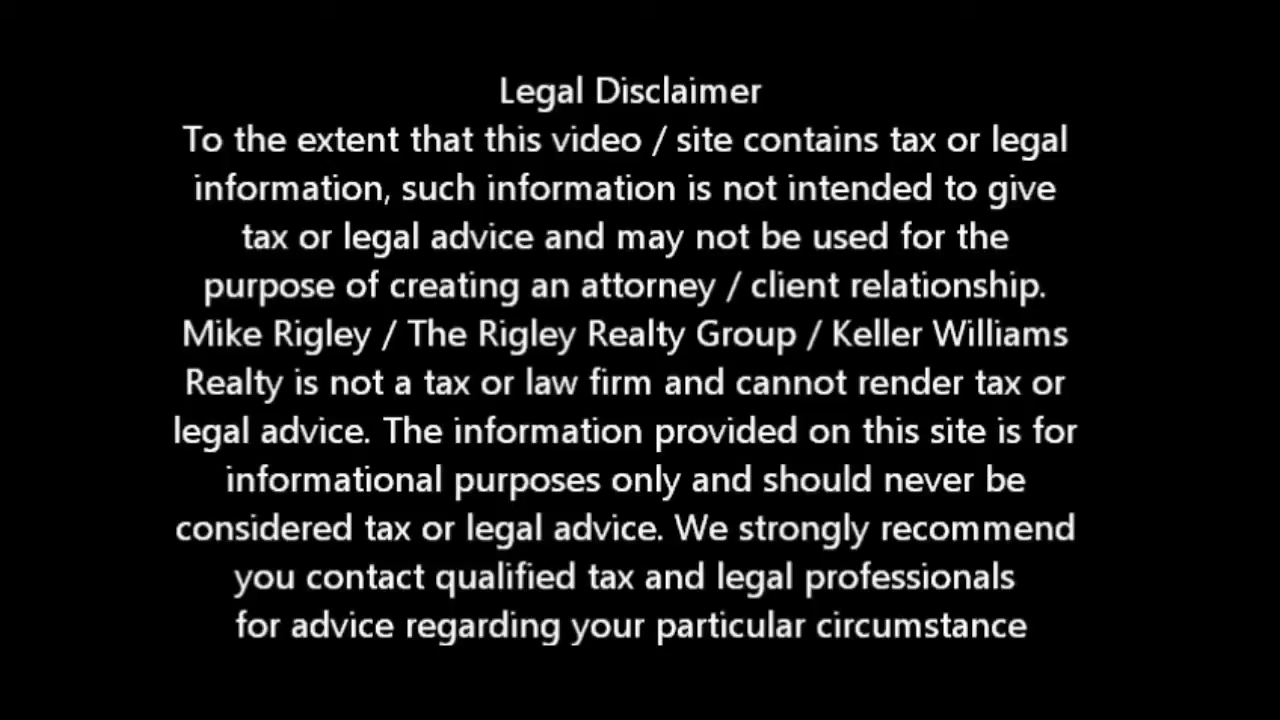 Legal Disclaimer
To the extent that this video / site contains tax or legal
information, such information is not intended to give
tax or legal advice and may not be used for the
purpose of creating an attorney / client relationship.
Mike Rigley / The Rigley Realty Group / Keller Williams
Realty is not a tax or law firm and cannot render tax or
legal advice. The information provided on this site is for
informational purposes only and should never be
considered tax or legal advice. We strongly recommend
you contact qualified tax and legal professionals
for advice regarding your particular circumstance